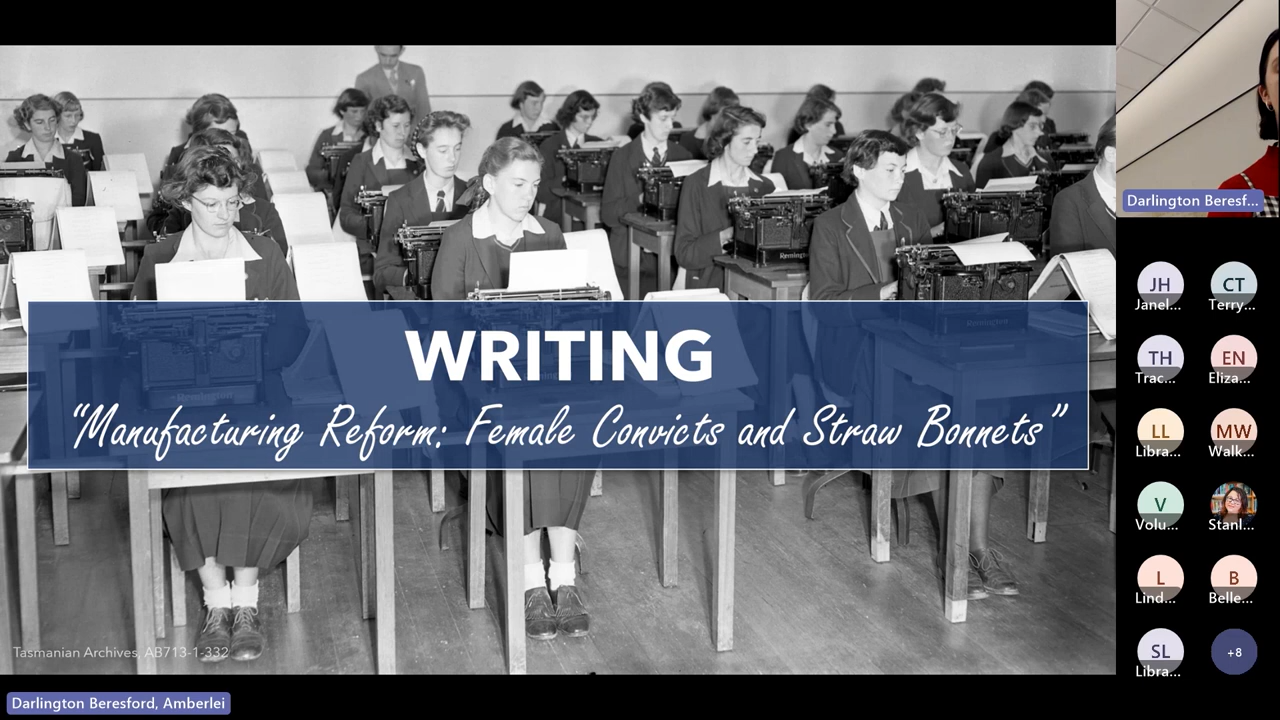 WRITING
“Manufacturing Reform: Female Convicts and Straw Bonnets”
Remington
Tasmanian Archives, AB713-1-332
Darlington Beresford, Amberlei
Darlington Beresf...
JH
Janel...
CT
Terry...
TH
Trac...
EN
Eliza...
LL
Libra...
MW
Walk...
V
Volu...
Stanl...
L
Lind...
B
Belle...
SL
Libra...
+8